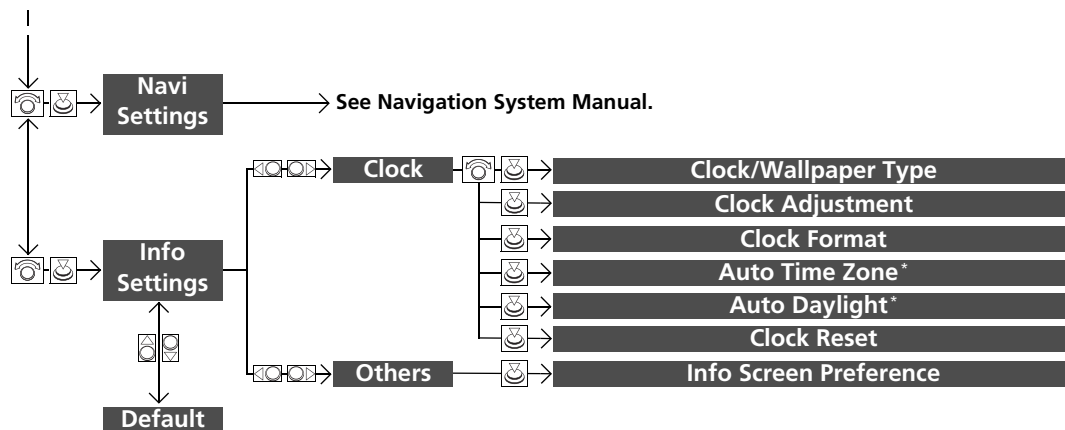 Navi
Settings
See Navigation System Manual.
Clock
Clock/Wallpaper Type
Clock Adjustment
Clock Format
Info
Settings
Auto Time Zone*
Auto Daylight*
Clock Reset
Others
Info Screen Preference
Default